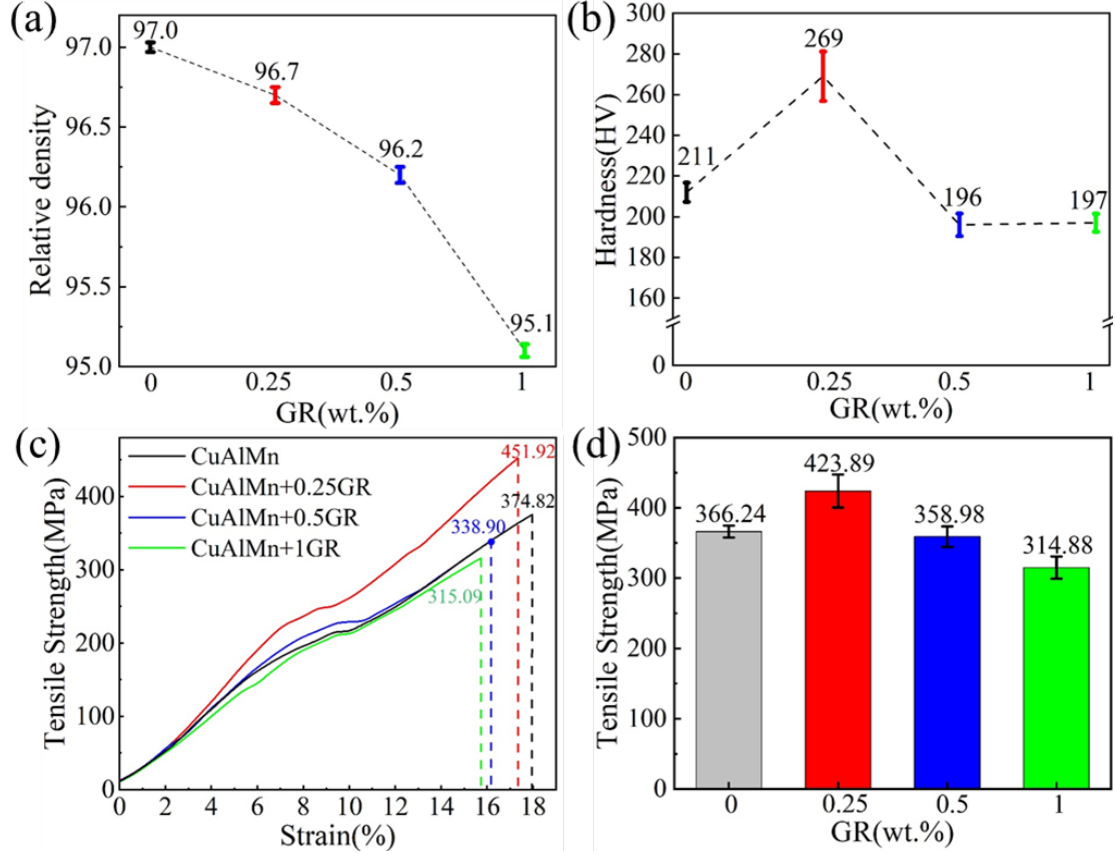 (a)
97.0
97.0
96.7
96.5
96.2
96.0
95.5
95.1
95.0
0 0.25 0.5 1
GR(wt.%)
Relative density
(b)
280
269
260
240
220
211
200
196
197
180
160
0
0 0.25 0.5 1
GR(wt.%)
Hardness(HV)
(c)
CuAlMn
CuAlMn+0.25GR
CuAlMn+0.5GR
CuAlMn+1GR
451.92
374.82
338.90
315.09
400
300
200
100
0
0 2 4 6 8 10 12 14 16 18
Strain(%)
Tensile Strength(MPa)
(d)
500
400
300
200
100
0
366.24
423.89
358.98
314.88
0 0.25 0.5 1
GR(wt.%)
Tensile Strength(MPa)